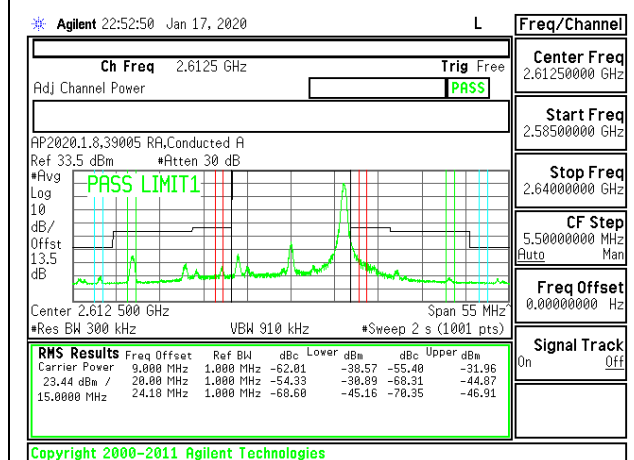 Agilent 22:52:50 Jan 17, 2020 L Freq/Channel
Ch Freq 2.6125 GHz Trig Free
Adj Channel Power PASS
Center Freq
2.61250000 GHz
Start Freq
2.58500000 GHz
AP2020.1.8,39005 RA,Conducted A
Ref 33.5 dBm #Atten 30 dB
#Avg
Log
10
dB/
Offst
13.5
dB
PASS LIMIT1
Stop Freq
2.64000000 GHz
CF Step
5.50000000 MHz
Auto Man
Freq Offset
0.00000000 Hz
Center 2.612 500 GHz Span 55 MHz^
#Res BW 300 kHz VBW 910 kHz #Sweep 2 s (1001 pts)
Signal Track
On Off
RMS Results Freq Offset Ref BW dBc Lower dBm dBc Upper dBm
Carrier Power 9.000 MHz 1.000 MHz -62.01 -38.57 -55.40 -31.96
23.44 dBm / 20.00 MHz 1.000 MHz -54.33 -30.89 -68.31 -44.87
15.0000 MHz 24.18 MHz 1.000 MHz -68.60 -45.16 -70.35 -46.91
Copyright 2000-2011 Agilent Technologies